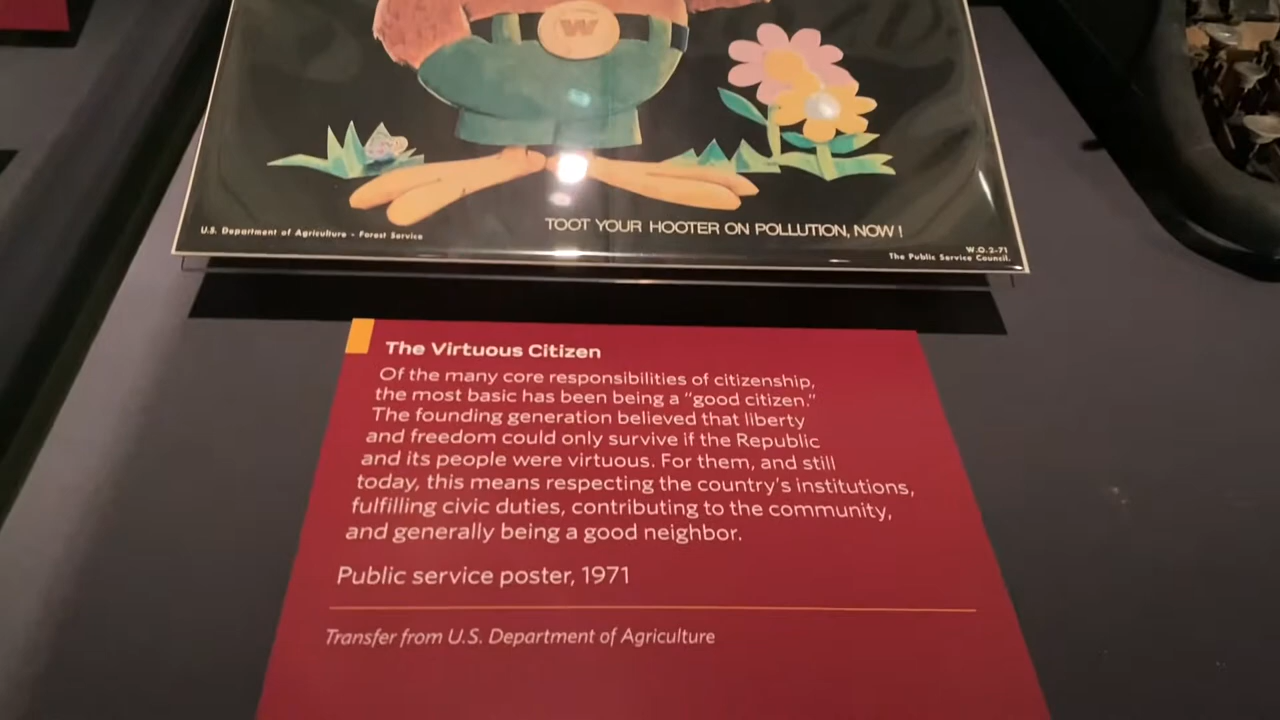 W
TOOT YOUR HOOTER ON POLLUTION, NOW!
U.S. Department of Agriculture - Forest Service
W.O.2-71
The Public Service Council.
The Virtuous Citizen
Of the many core responsibilities of citizenship,
the most basic has been being a “good citizen.”
The founding generation believed that liberty
and freedom could only survive if the Republic
and its people were virtuous. For them, and still
today, this means respecting the country’s institutions,
fulfilling civic duties, contributing to the community,
and generally being a good neighbor.
Public service poster, 1971
Transfer from U.S. Department of Agriculture